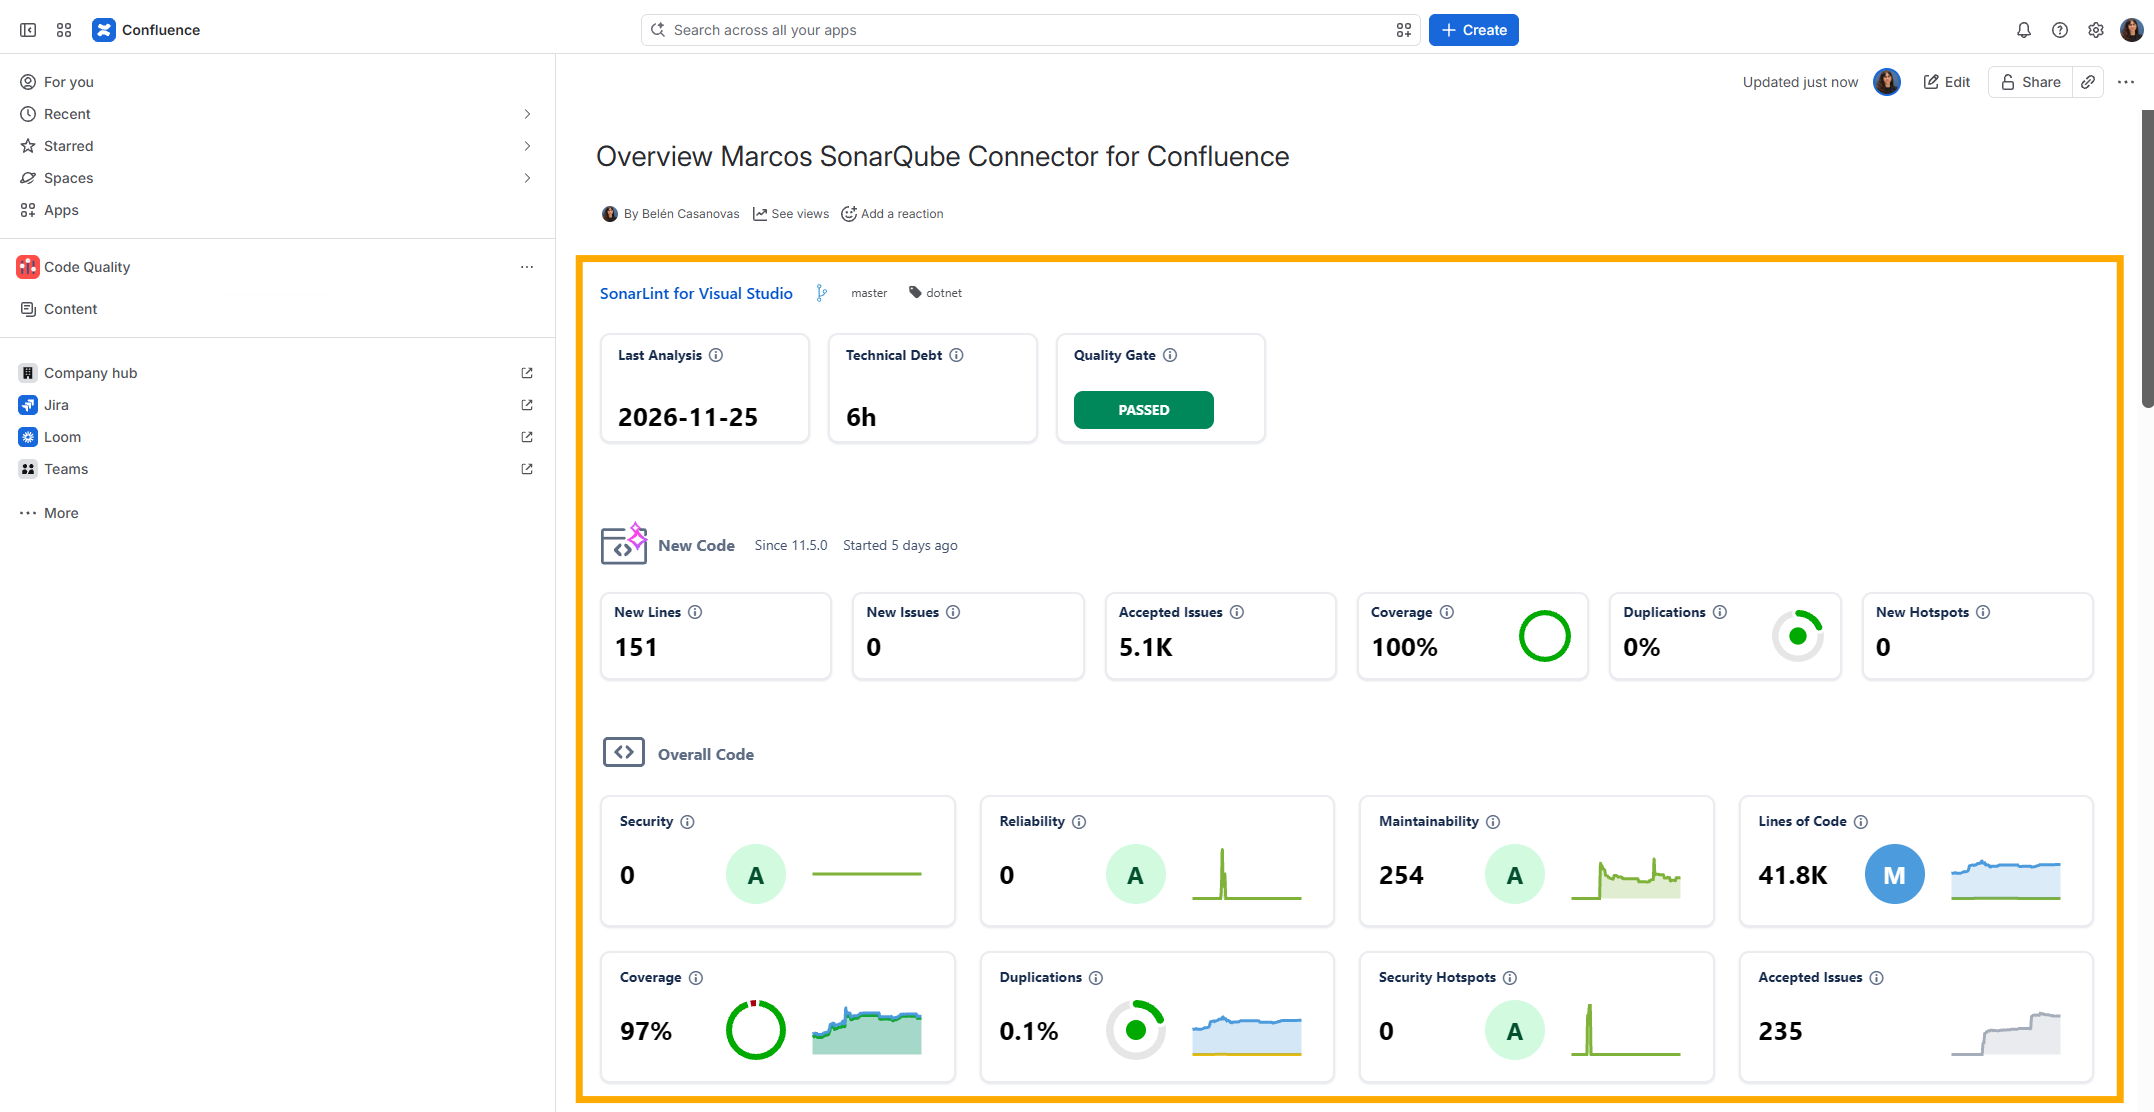 Confluence
Search across all your apps
Create
For you
Recent
Starred
Spaces
Apps
Code Quality
Content
Company hub
Jira
Loom
Teams
More
Updated just now
Edit
Share
Overview Marcos SonarQube Connector for Confluence
By Belén Casanovas See views Add a reaction
SonarLint for Visual Studio master dotnet
Last Analysis
2026-11-25
Technical Debt
6h
Quality Gate
PASSED
New Code Since 11.5.0 Started 5 days ago
New Lines
151
New Issues
0
Accepted Issues
5.1K
Coverage
100%
Duplications
0%
New Hotspots
0
Overall Code
Security
0 A
Reliability
0 A
Maintainability
254 A
Lines of Code
41.8K M
Coverage
97%
Duplications
0.1%
Security Hotspots
0 A
Accepted Issues
235